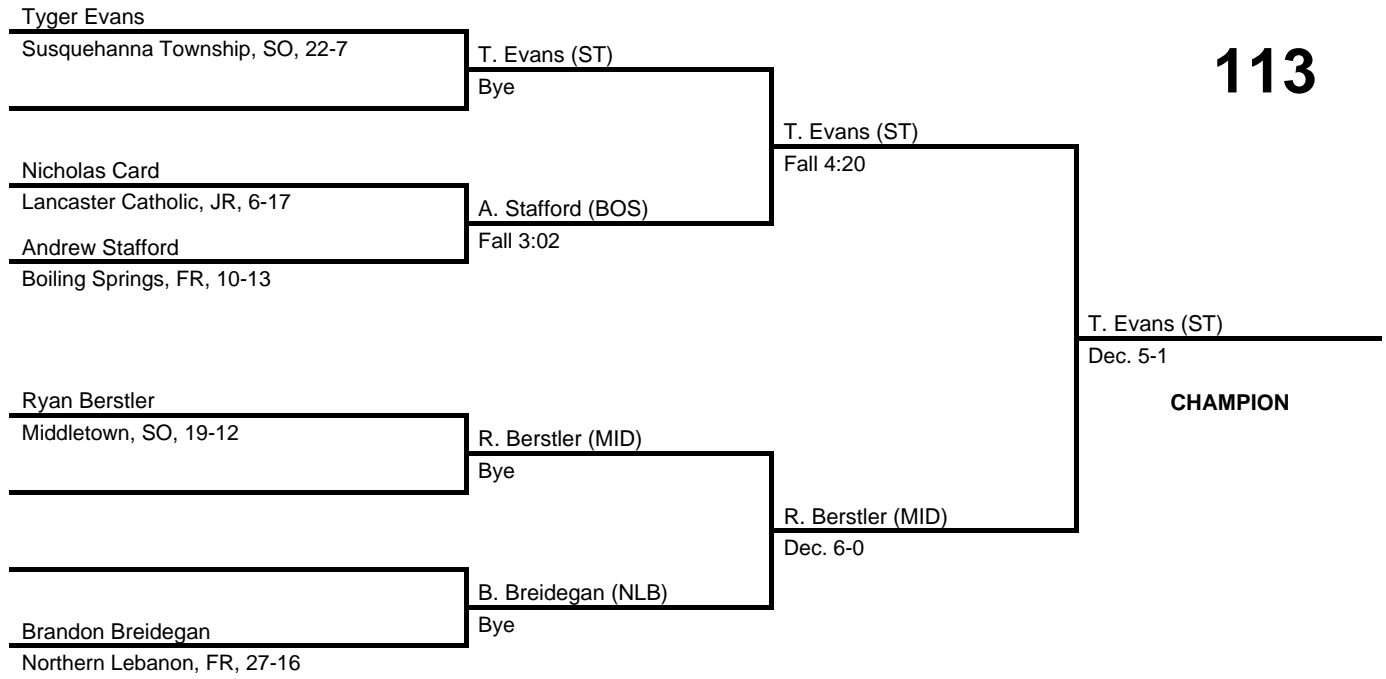 Tyger Evans
Susquehanna Township, SO, 22-7
T. Evans (ST)
Bye
113
T. Evans (ST)
Fall 4:20
Nicholas Card
Lancaster Catholic, JR, 6-17
A. Stafford (BOS)
Fall 3:02
Andrew Stafford
Boiling Springs, FR, 10-13
T. Evans (ST)
Dec. 5-1
CHAMPION
Ryan Berstler
Middletown, SO, 19-12
R. Berstler (MID)
Bye
R. Berstler (MID)
Dec. 6-0
B. Breidegan (NLB)
Bye
Brandon Breidegan
Northern Lebanon, FR, 27-16